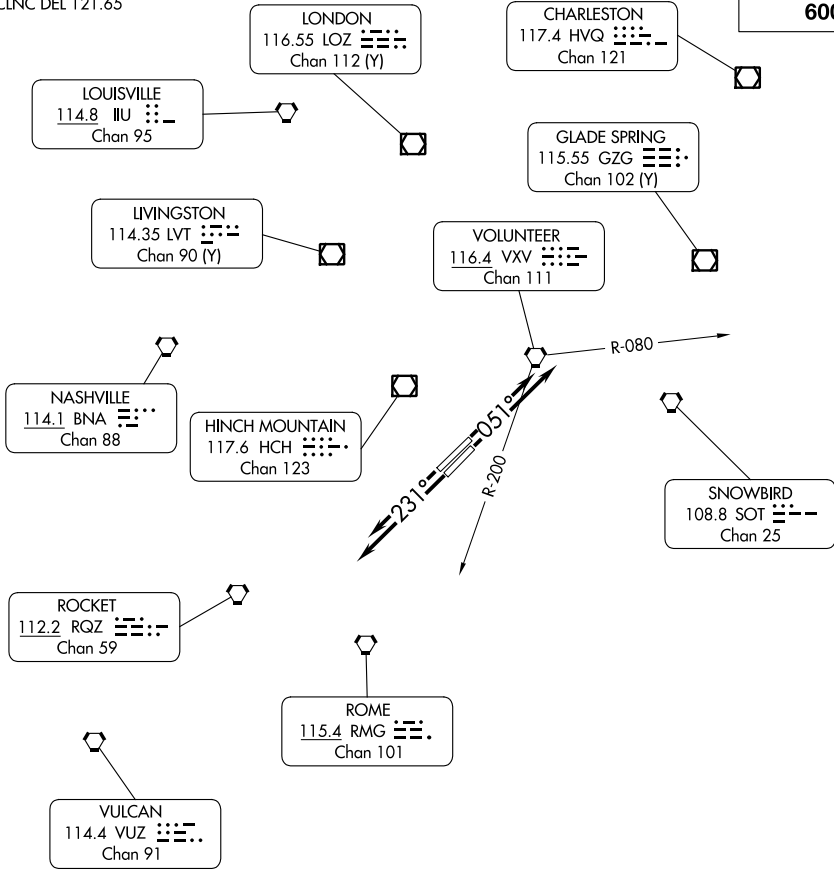 CLNC DEL 121.65
600
LONDON
116.55 LOZ
Chan 112 (Y)
CHARLESTON
117.4 HVQ
Chan 121
LOUISVILLE
114.8 IIU
Chan 95
GLADE SPRING
115.55 GZG
Chan 102 (Y)
LIVINGSTON
114.35 LVT
Chan 90 (Y)
VOLUNTEER
116.4 VXV
Chan 111
R-080
NASHVILLE
114.1 BNA
Chan 88
HINCH MOUNTAIN
117.6 HCH
Chan 123
051°
231°
R-200
SNOWBIRD
108.8 SOT
Chan 25
ROCKET
112.2 RQZ
Chan 59
ROME
115.4 RMG
Chan 101
VULCAN
114.4 VUZ
Chan 91